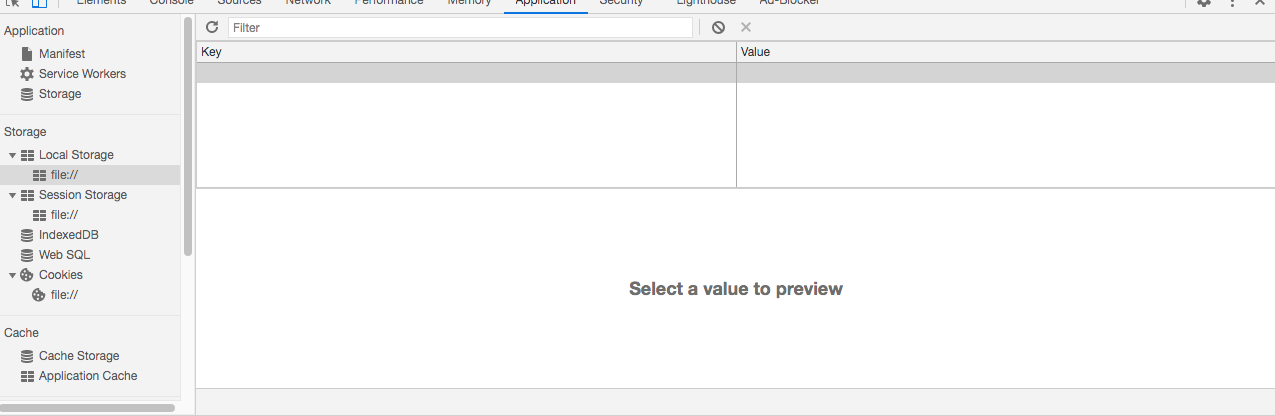 Elements Console Sources Network Performance Memory Application Security Lighthouse Ad-Blocker
Application
Filter
Key Value
Manifest
Service Workers
Storage
Storage
Local Storage
file://
Session Storage
file://
IndexedDB
Web SQL
Cookies
file://
Select a value to preview
Cache
Cache Storage
Application Cache